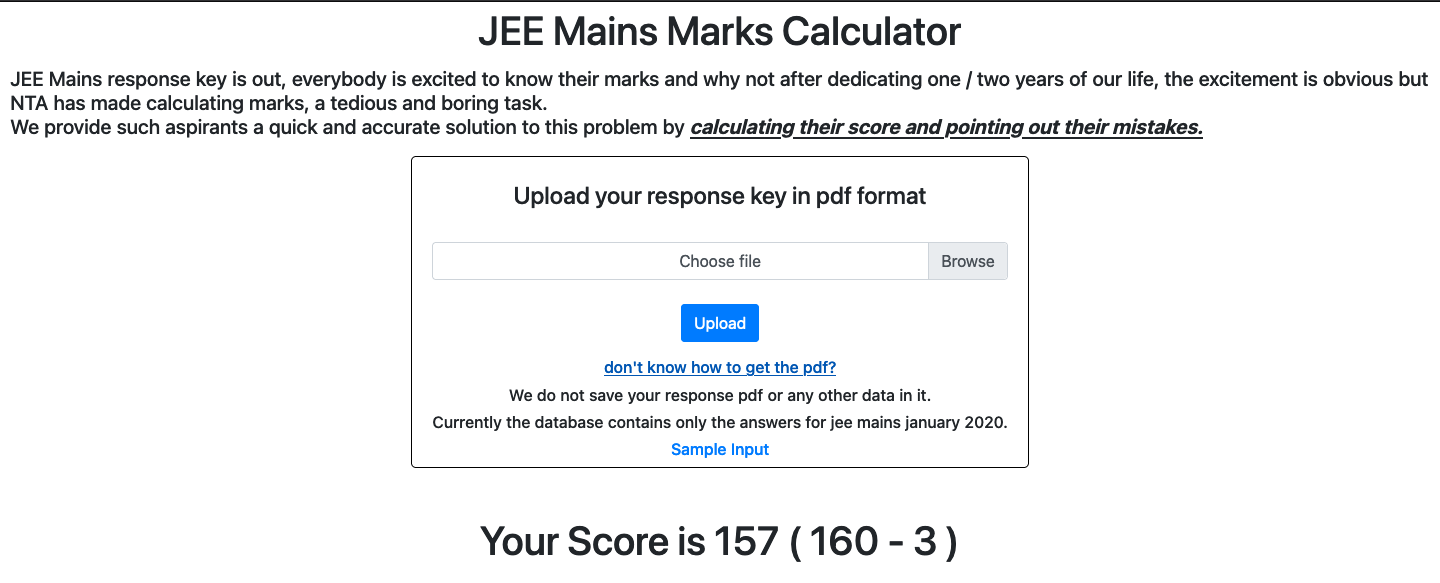 JEE Mains Marks Calculator
JEE Mains response key is out, everybody is excited to know their marks and why not after dedicating one / two years of our life, the excitement is obvious but
NTA has made calculating marks, a tedious and boring task.
We provide such aspirants a quick and accurate solution to this problem by calculating their score and pointing out their mistakes.
Upload your response key in pdf format
Choose file Browse
Upload
don't know how to get the pdf?
We do not save your response pdf or any other data in it.
Currently the database contains only the answers for jee mains january 2020.
Sample Input
Your Score is 157 ( 160 - 3 )